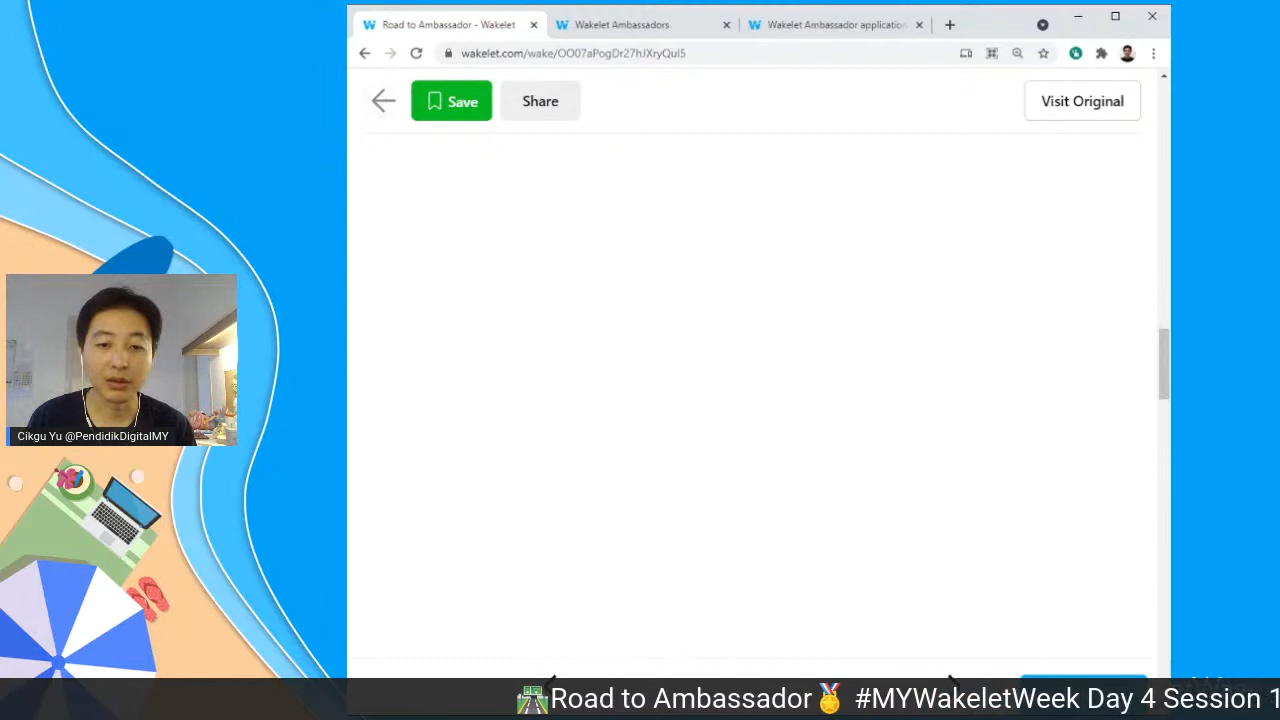 Road to Ambassador - Wakelet
Wakelet Ambassadors
Wakelet Ambassador application
wakelet.com/wake/OO07aPogDr27hJXryQuI5
Save
Share
Visit Original
Cikgu Yu @PendidikDigitalMY
Road to Ambassador🏅 #MYWakeletWeek Day 4 Session 1